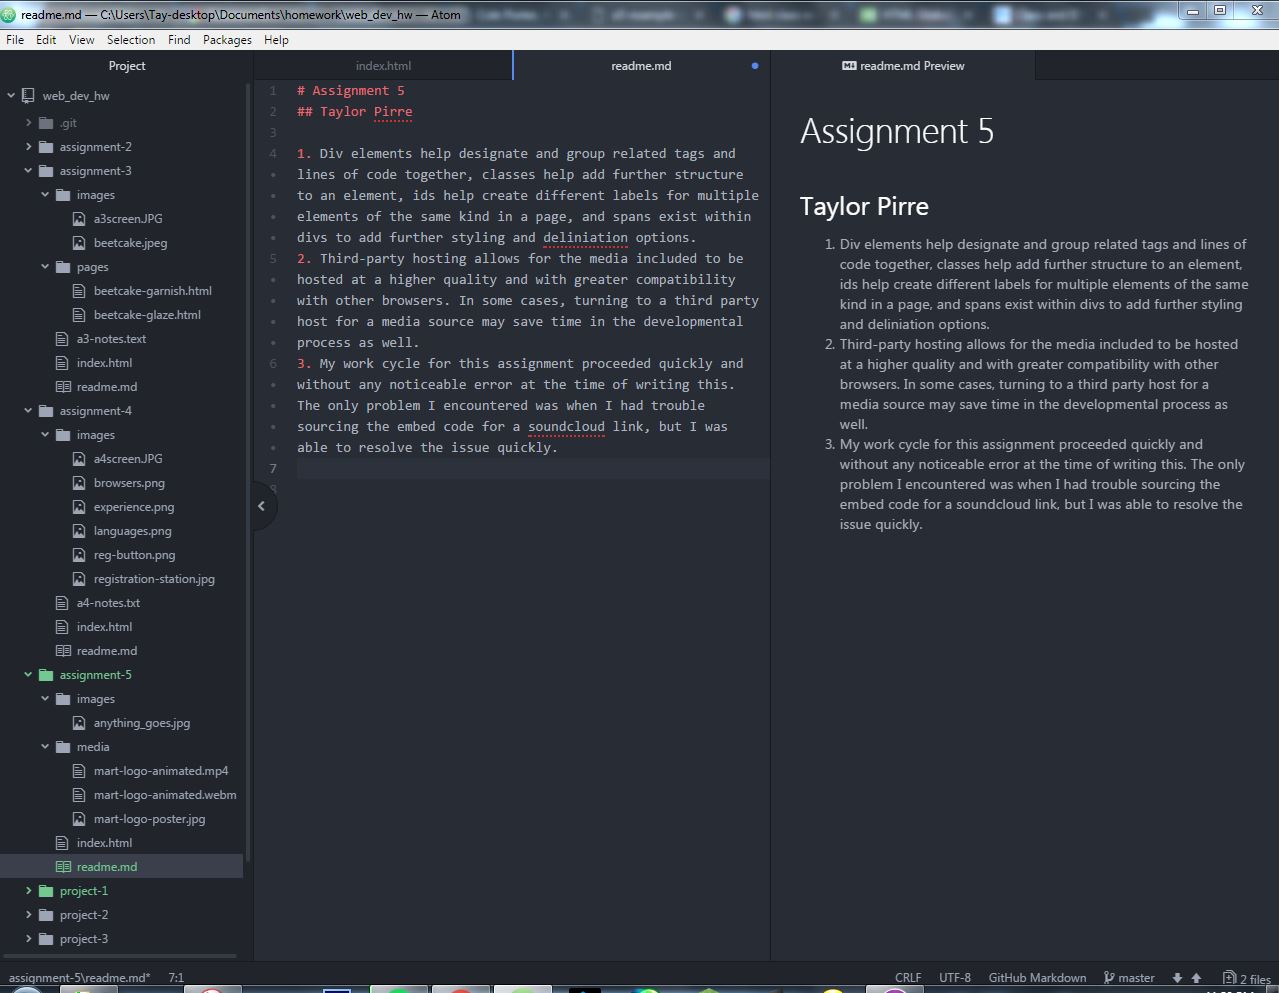 readme.md — C:\Users\Tay-desktop\Documents\homework\web_dev_hw — Atom
File Edit View Selection Find Packages Help
Project
index.html
readme.md
readme.md Preview
web_dev_hw
.git
assignment-2
assignment-3
images
a3screen.JPG
beetcake.jpeg
pages
beetcake-garnish.html
beetcake-glaze.html
a3-notes.text
index.html
readme.md
assignment-4
images
a4screen.JPG
browsers.png
experience.png
languages.png
reg-button.png
registration-station.jpg
a4-notes.txt
index.html
readme.md
assignment-5
images
anything_goes.jpg
media
mart-logo-animated.mp4
mart-logo-animated.webm
mart-logo-poster.jpg
index.html
readme.md
project-1
project-2
project-3
1 # Assignment 5
2 ## Taylor Pirre
3
4 1. Div elements help designate and group related tags and
lines of code together, classes help add further structure
to an element, ids help create different labels for multiple
elements of the same kind in a page, and spans exist within
divs to add further styling and deliniation options.
5 2. Third-party hosting allows for the media included to be
hosted at a higher quality and with greater compatibility
with other browsers. In some cases, turning to a third party
host for a media source may save time in the developmental
process as well.
6 3. My work cycle for this assignment proceeded quickly and
without any noticeable error at the time of writing this.
The only problem I encountered was when I had trouble
sourcing the embed code for a soundcloud link, but I was
able to resolve the issue quickly.
7
8
Assignment 5
Taylor Pirre
1. Div elements help designate and group related tags and lines of
code together, classes help add further structure to an element,
ids help create different labels for multiple elements of the same
kind in a page, and spans exist within divs to add further styling
and deliniation options.
2. Third-party hosting allows for the media included to be hosted
at a higher quality and with greater compatibility with other
browsers. In some cases, turning to a third party host for a
media source may save time in the developmental process as
well.
3. My work cycle for this assignment proceeded quickly and
without any noticeable error at the time of writing this. The only
problem I encountered was when I had trouble sourcing the
embed code for a soundcloud link, but I was able to resolve the
issue quickly.
assignment-5\readme.md* 7:1
CRLF UTF-8 GitHub Markdown master 2 files